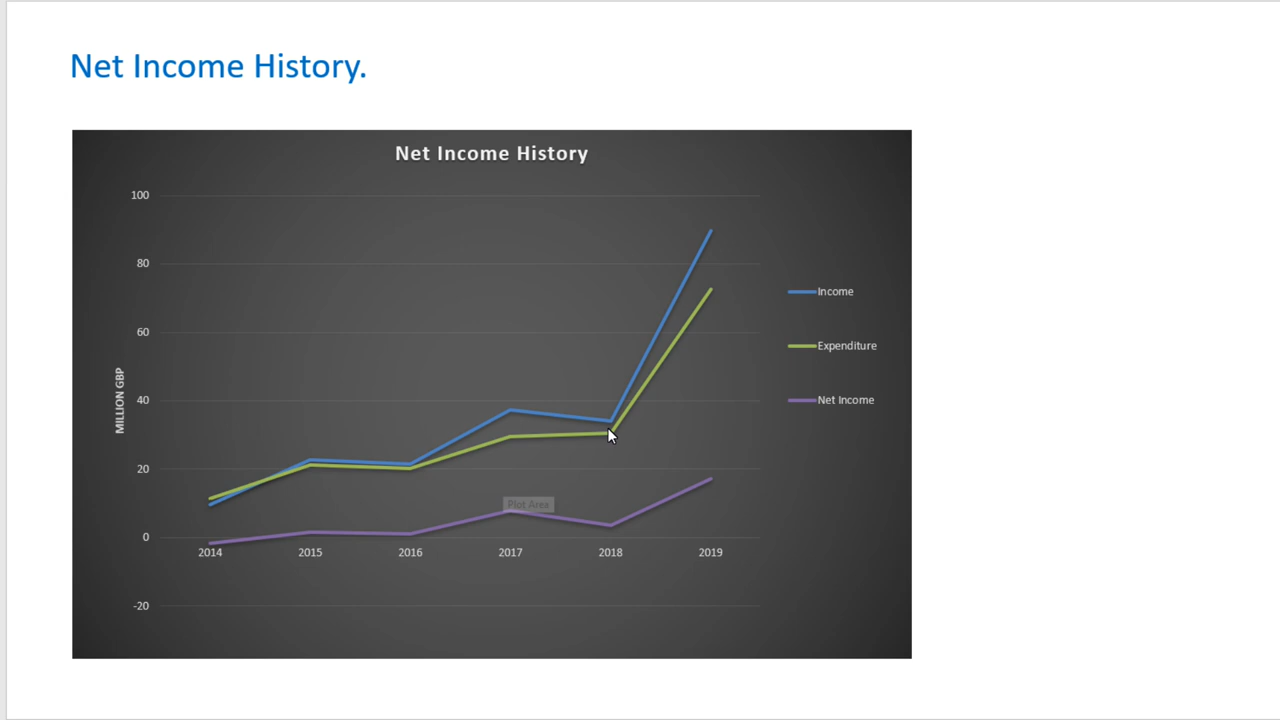 Net Income History.
Net Income History
100
80
60
40
20
0
-20
MILLION GBP
2014 2015 2016 2017 2018 2019
Income
Expenditure
Net Income
Plot Area